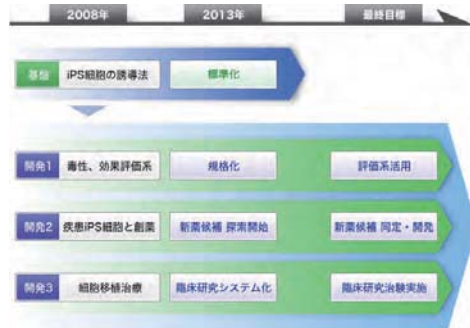 2008年 2013年 最終目標
基盤 iPS細胞の誘導法 標準化
開発1 毒性、効果評価系 規格化 評価系活用
開発2 疾患iPS細胞と創薬 新薬候補 探索開始 新薬候補 同定・開発
開発3 細胞移植治療 臨床研究システム化 臨床研究治験実施